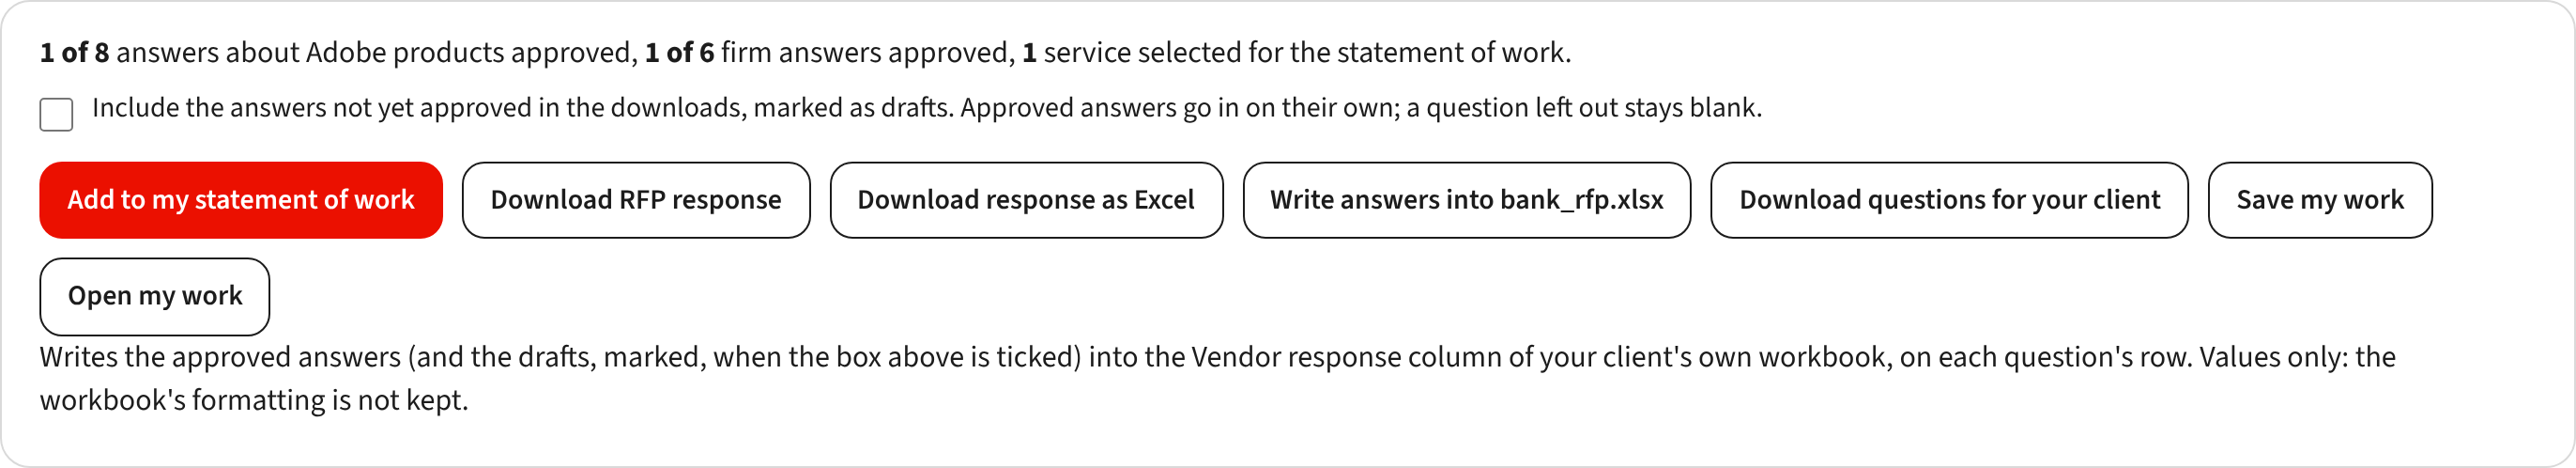 1 of 8 answers about Adobe products approved, 1 of 6 firm answers approved, 1 service selected for the statement of work.
Include the answers not yet approved in the downloads, marked as drafts. Approved answers go in on their own; a question left out stays blank.
Add to my statement of work
Download RFP response
Download response as Excel
Write answers into bank_rfp.xlsx
Download questions for your client
Save my work
Open my work
Writes the approved answers (and the drafts, marked, when the box above is ticked) into the Vendor response column of your client's own workbook, on each question's row. Values only: the
workbook's formatting is not kept.